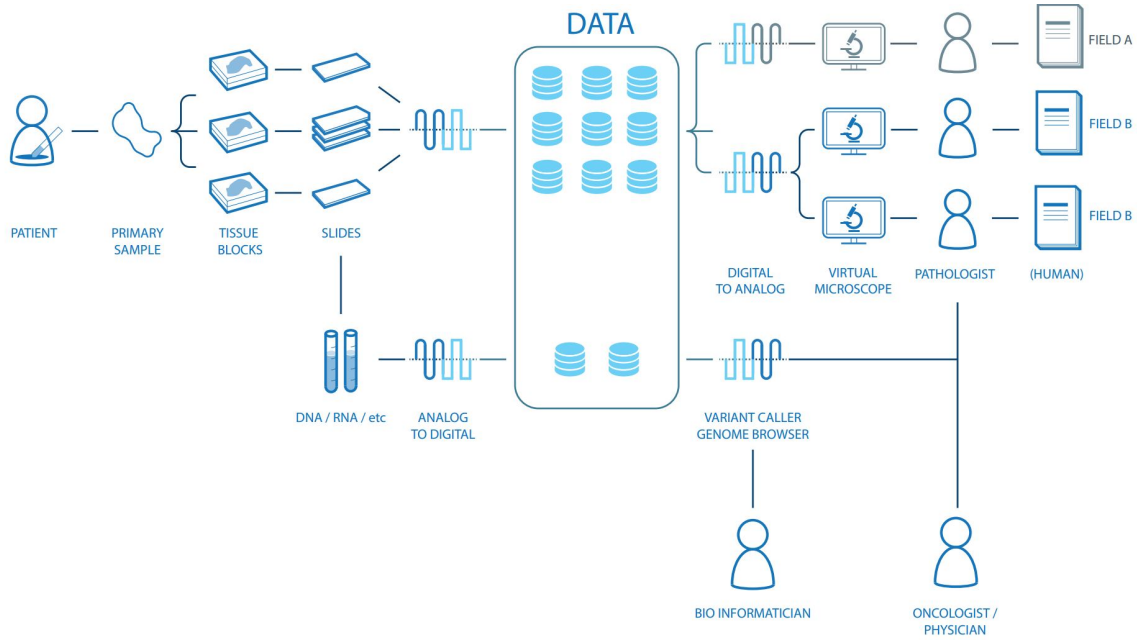 DATA
FIELD A
FIELD B
FIELD B
PATIENT
PRIMARY
SAMPLE
TISSUE
BLOCKS
SLIDES
DIGITAL
TO ANALOG
VIRTUAL
MICROSCOPE
PATHOLOGIST
(HUMAN)
DNA / RNA / etc
ANALOG
TO DIGITAL
VARIANT CALLER
GENOME BROWSER
BIO INFORMATICIAN
ONCOLOGIST /
PHYSICIAN